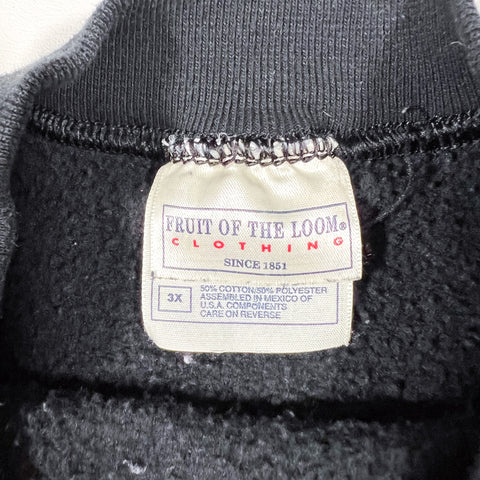 FRUIT OF THE LOOM®
CLOTHING
SINCE 1851
3X
50% COTTON/50% POLYESTER
ASSEMBLED IN MEXICO OF
U.S.A. COMPONENTS
CARE ON REVERSE